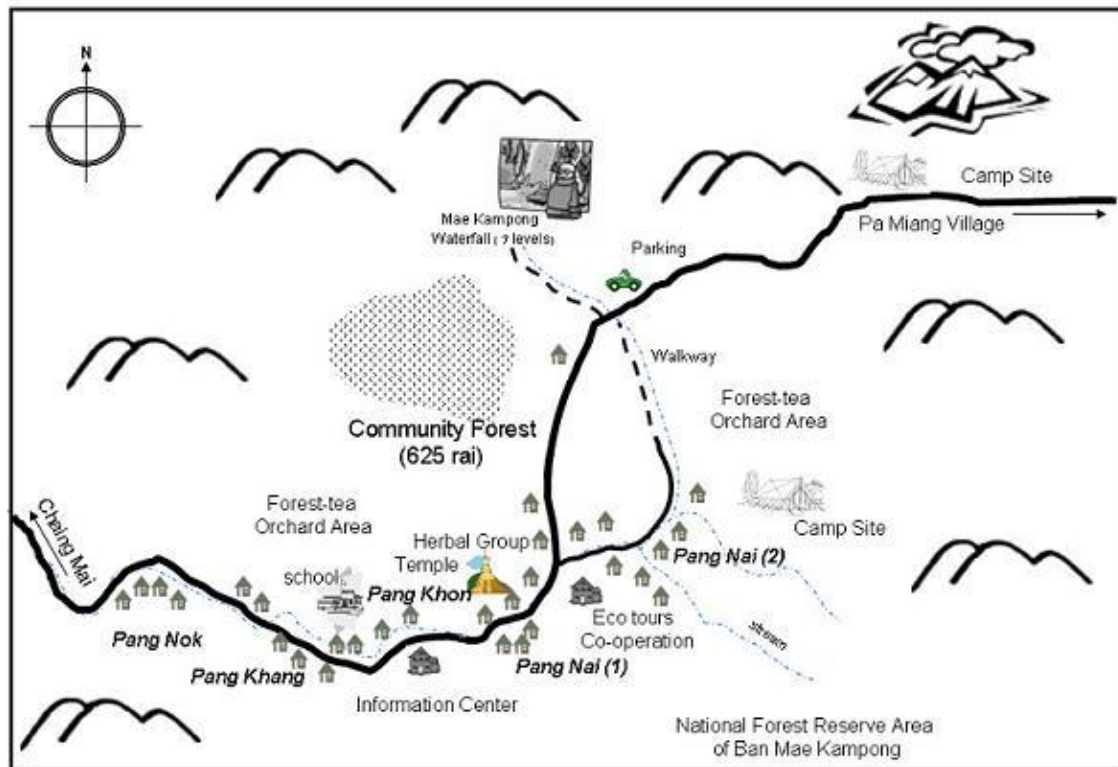 N
Camp Site
Pa Miang Village
Mae Kampong
Waterfall ( 7 levels)
Parking
Walkway
Forest-tea
Orchard Area
Community Forest
(625 rai)
Chaing Mai
Forest-tea
Orchard Area
Herbal Group
Temple
school
Pang Khon
Camp Site
Pang Nai (2)
Eco tours
Co-operation
stream
Pang Nok
Pang Khang
Pang Nai (1)
Information Center
National Forest Reserve Area
of Ban Mae Kampong